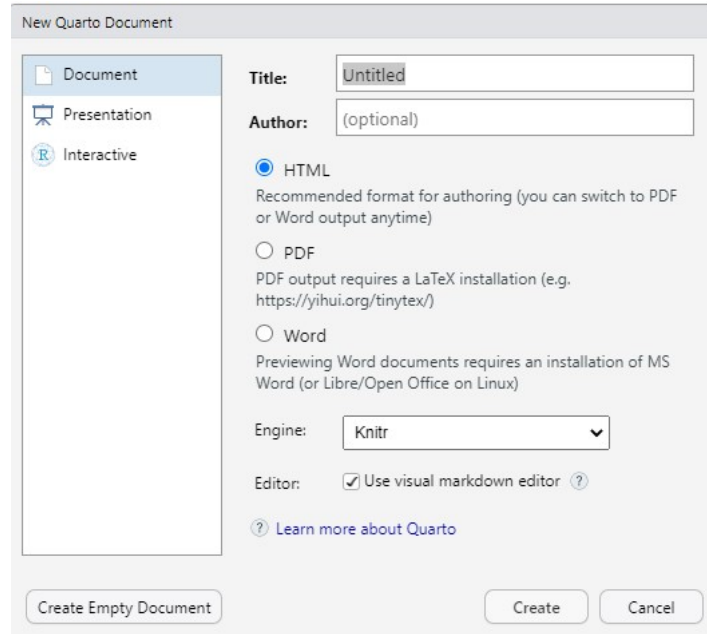 New Quarto Document
Document
Presentation
R Interactive
Title: Untitled
Author: (optional)
HTML
Recommended format for authoring (you can switch to PDF
or Word output anytime)
PDF
PDF output requires a LaTeX installation (e.g.
https://yihui.org/tinytex/)
Word
Previewing Word documents requires an installation of MS
Word (or Libre/Open Office on Linux)
Engine: Knitr
Editor: Use visual markdown editor ?
? Learn more about Quarto
Create Empty Document Create Cancel